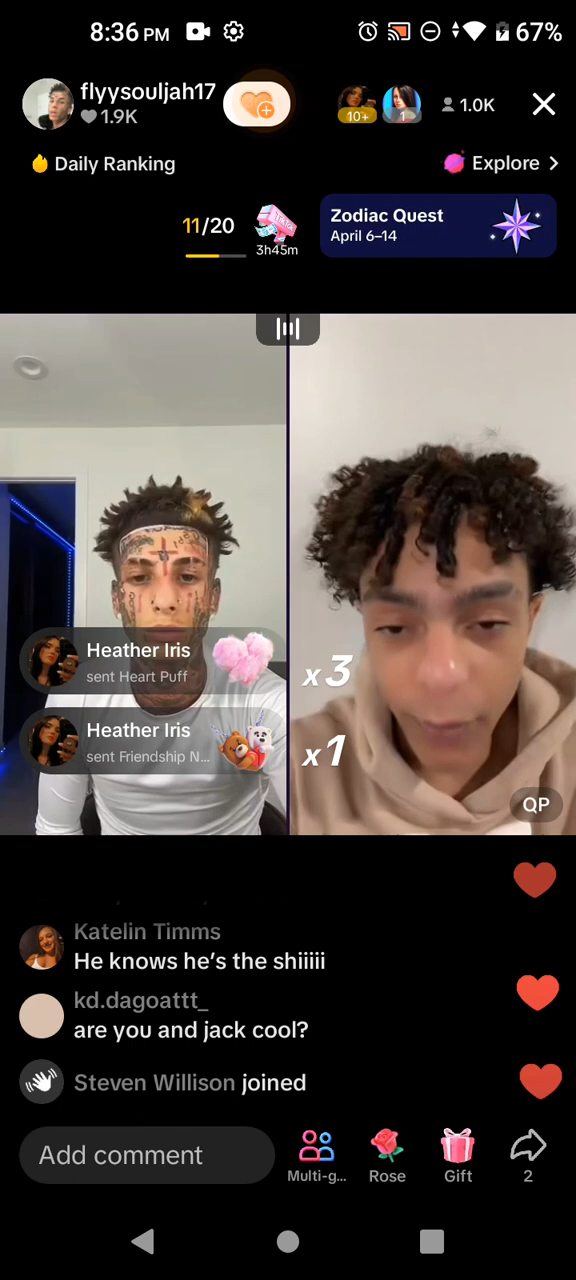 8:36 PM
67%
flyysouljah17
1.9K
10+
1
1.0K
Daily Ranking
Explore
11/20
TikTok
3h45m
Zodiac Quest
April 6–14
Heather Iris
sent Heart Puff
x3
Heather Iris
sent Friendship N...
x1
QP
Katelin Timms
He knows he's the shiiiii
kd.dagoattt_
are you and jack cool?
Steven Willison joined
Add comment
Multi-g...
Rose
Gift
2